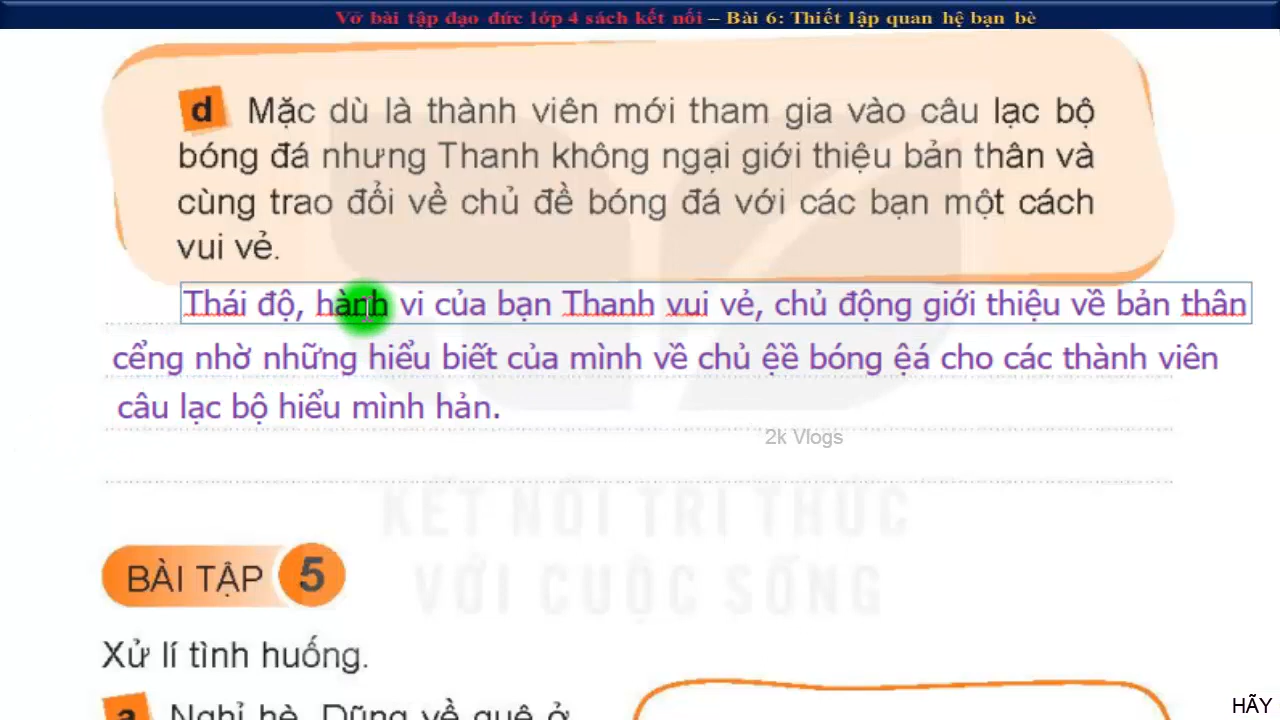 Vở bài tập đạo đức lớp 4 sách kết nối – Bài 6: Thiết lập quan hệ bạn bè
d Mặc dù là thành viên mới tham gia vào câu lạc bộ
bóng đá nhưng Thanh không ngại giới thiệu bản thân và
cùng trao đổi về chủ đề bóng đá với các bạn một cách
vui vẻ.
Thái độ, hành vi của bạn Thanh vui vẻ, chủ động giới thiệu về bản thân
cểng nhờ những hiểu biết của mình về chủ ệề bóng ệá cho các thành viên
câu lạc bộ hiểu mình hản.
2k Vlogs
KẾT NỐI TRI THỨC
VỚI CUỘC SỐNG
BÀI TẬP 5
Xử lí tình huống.
a Nghỉ hè, Dũng về quê ở
HÃY